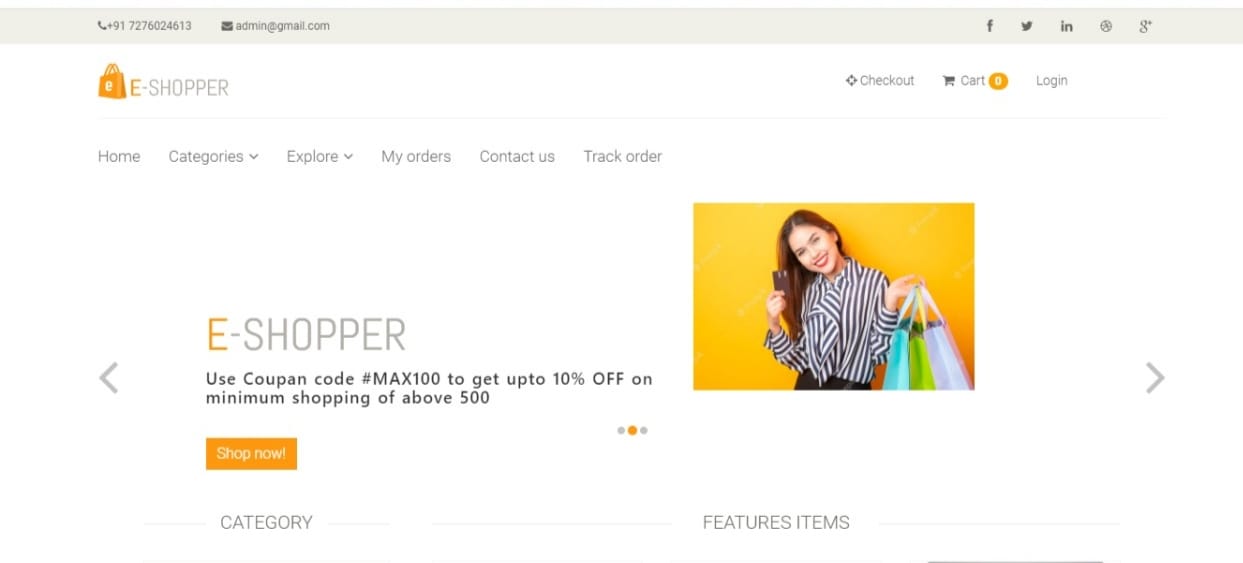 +91 7276024613 admin@gmail.com
e E-SHOPPER
Checkout Cart 0 Login
Home Categories Explore My orders Contact us Track order
E-SHOPPER
Use Coupan code #MAX100 to get upto 10% OFF on
minimum shopping of above 500
Shop now!
CATEGORY FEATURES ITEMS